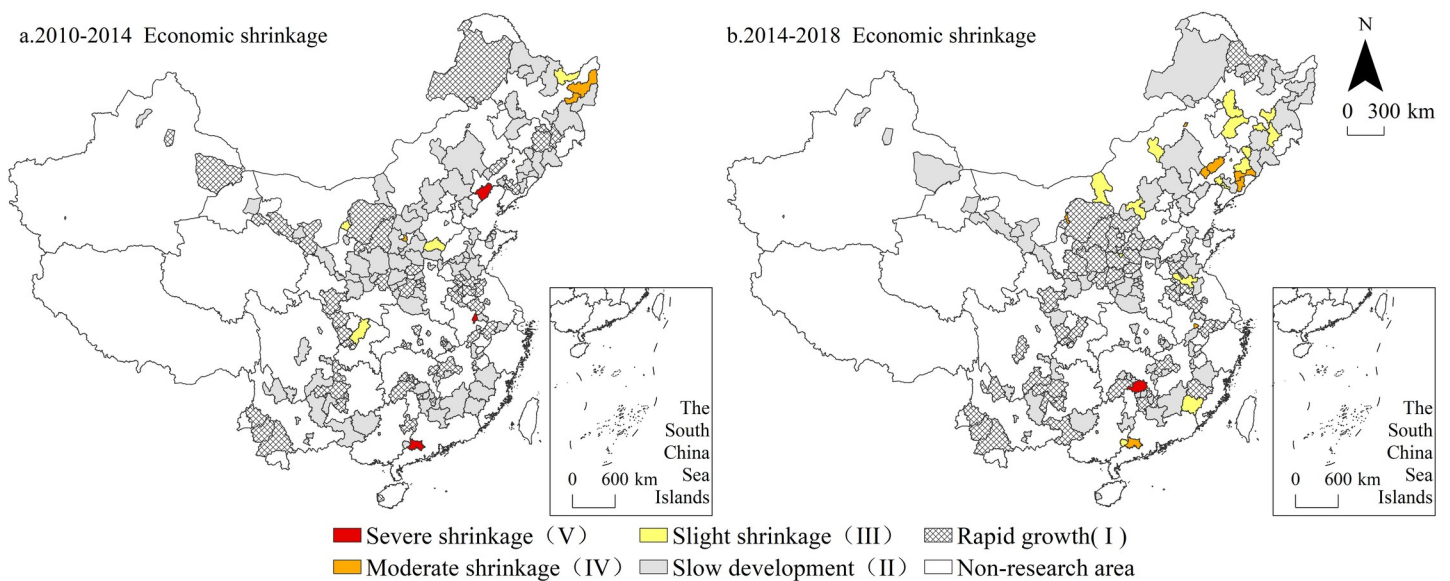 a.2010-2014 Economic shrinkage
b.2014-2018 Economic shrinkage
N
0 300 km
The
South
China
Sea
Islands
0 600 km
The
South
China
Sea
Islands
0 600 km
Severe shrinkage（V）
Slight shrinkage（III）
Rapid growth( I )
Moderate shrinkage（IV）
Slow development（II）
Non-research area